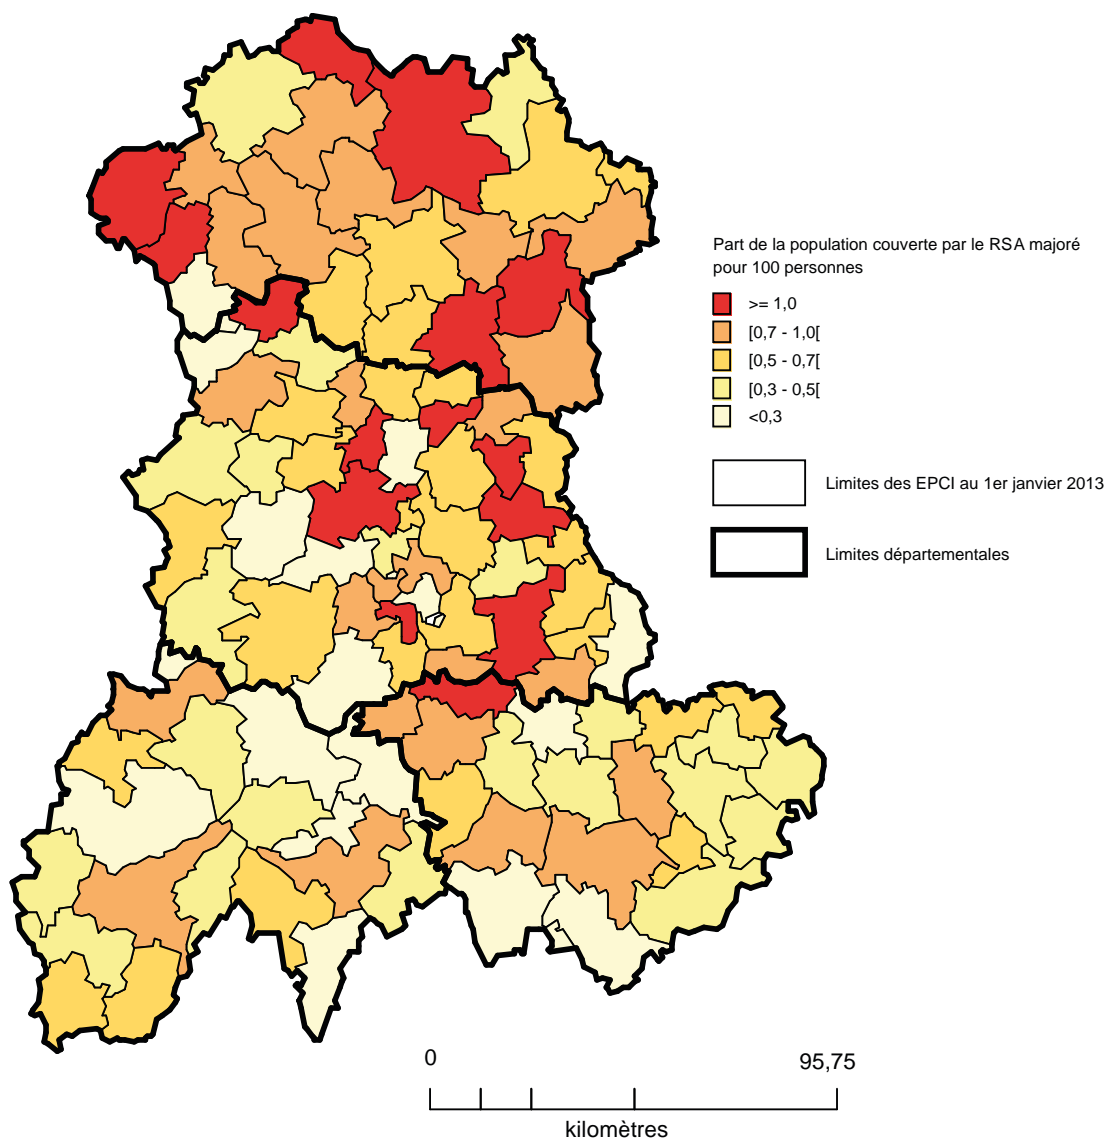 Part de la population couverte par le RSA majoré
pour 100 personnes
>= 1,0
[0,7 - 1,0[
[0,5 - 0,7[
[0,3 - 0,5[
<0,3
Limites des EPCI au 1er janvier 2013
Limites départementales
0 95,75
kilomètres